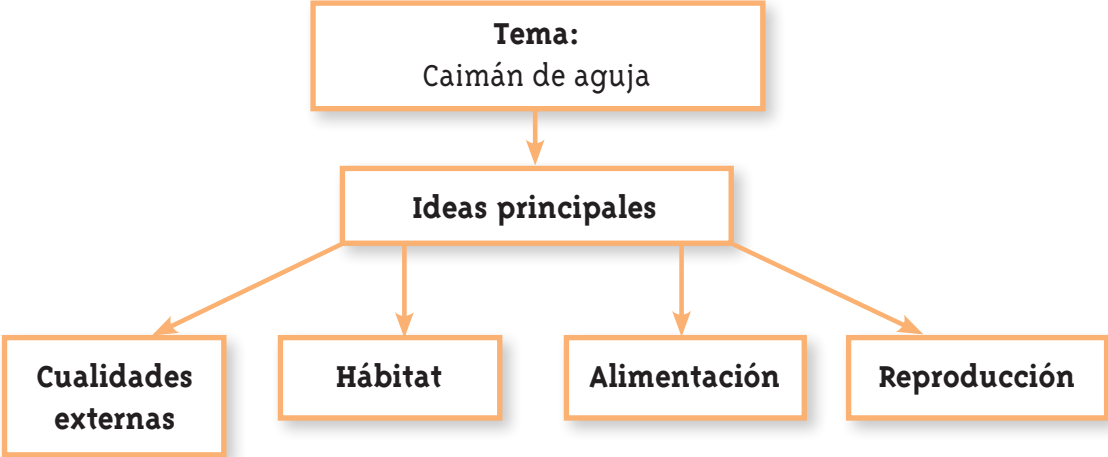 Tema:
Caimán de aguja
Ideas principales
Cualidades
externas
Hábitat
Alimentación
Reproducción